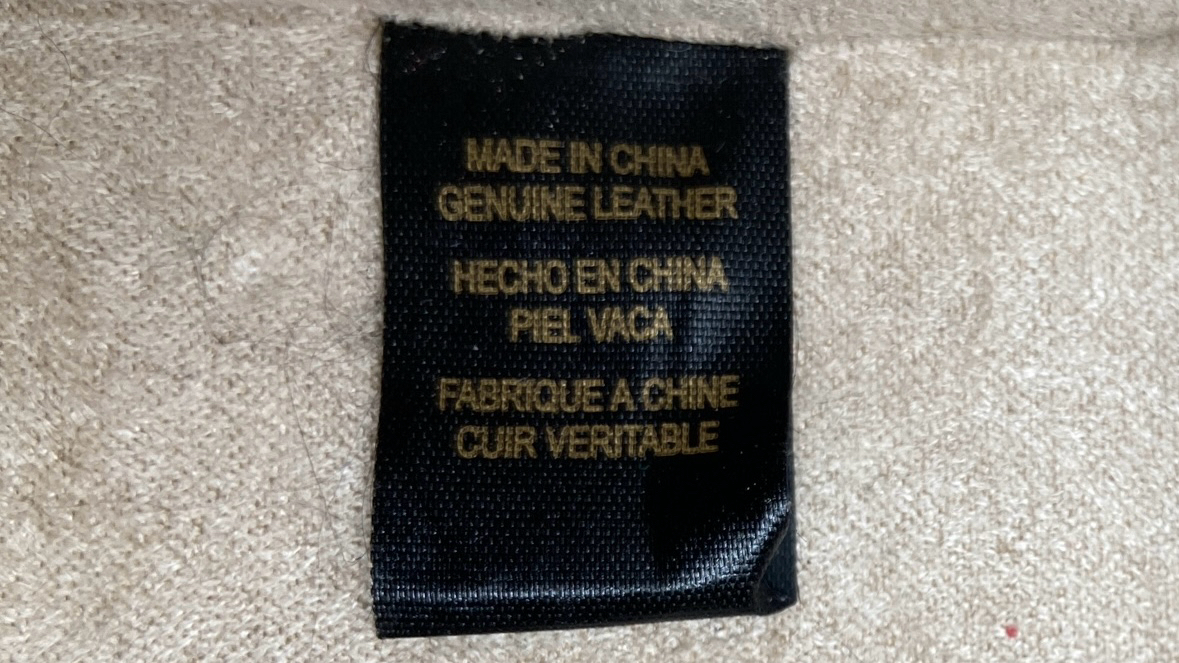 MADE IN CHINA
GENUINE LEATHER
HECHO EN CHINA
PIEL VACA
FABRIQUE A CHINE
CUIR VERITABLE